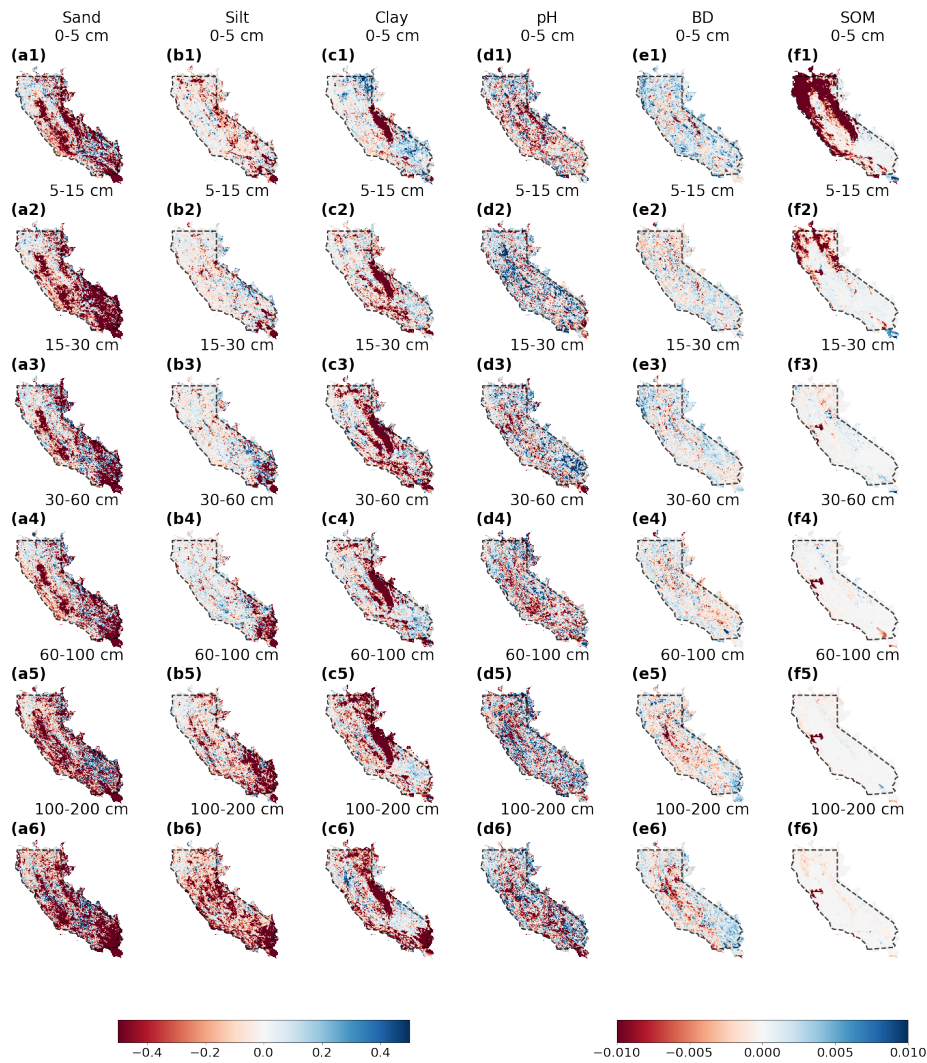 Sand Silt Clay pH BD SOM
0-5 cm 0-5 cm 0-5 cm 0-5 cm 0-5 cm 0-5 cm
(a1) (b1) (c1) (d1) (e1) (f1)
5-15 cm 5-15 cm 5-15 cm 5-15 cm 5-15 cm 5-15 cm
(a2) (b2) (c2) (d2) (e2) (f2)
15-30 cm 15-30 cm 15-30 cm 15-30 cm 15-30 cm 15-30 cm
(a3) (b3) (c3) (d3) (e3) (f3)
30-60 cm 30-60 cm 30-60 cm 30-60 cm 30-60 cm 30-60 cm
(a4) (b4) (c4) (d4) (e4) (f4)
60-100 cm 60-100 cm 60-100 cm 60-100 cm 60-100 cm 60-100 cm
(a5) (b5) (c5) (d5) (e5) (f5)
100-200 cm 100-200 cm 100-200 cm 100-200 cm 100-200 cm 100-200 cm
(a6) (b6) (c6) (d6) (e6) (f6)
−0.4 −0.2 0.0 0.2 0.4 −0.010 −0.005 0.000 0.005 0.010